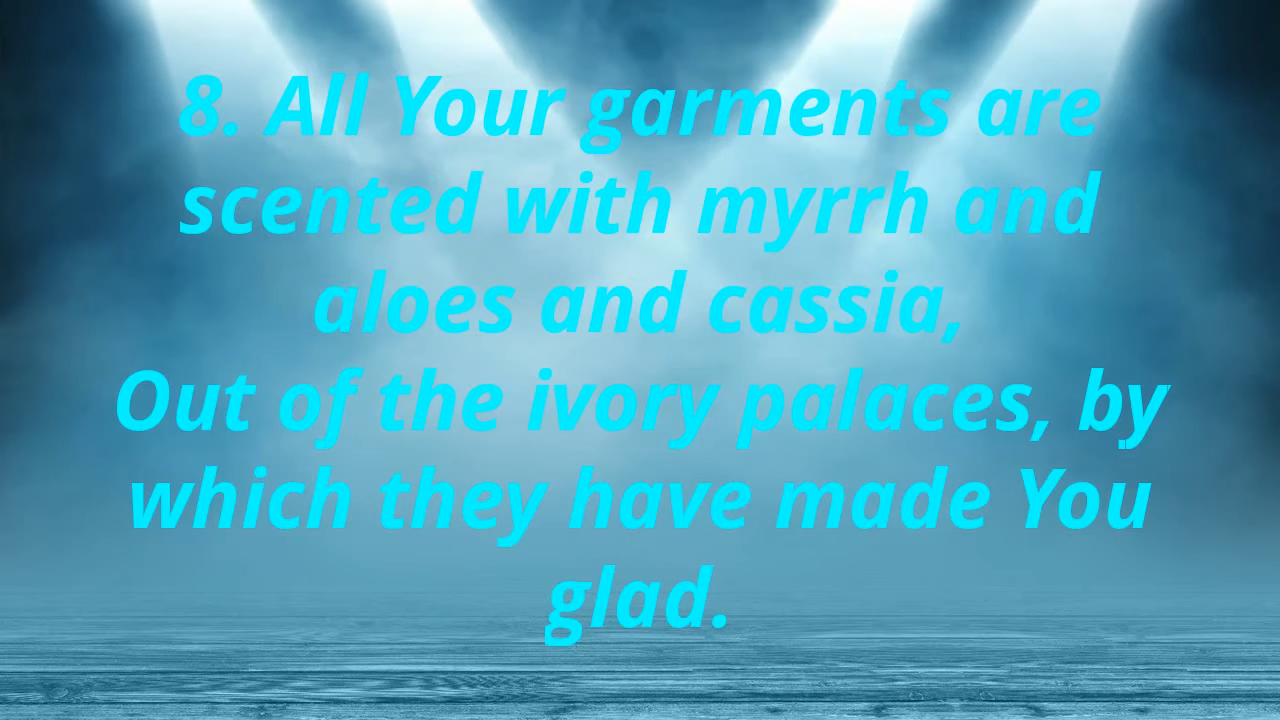 8. All Your garments are
scented with myrrh and
aloes and cassia,
Out of the ivory palaces, by
which they have made You
glad.